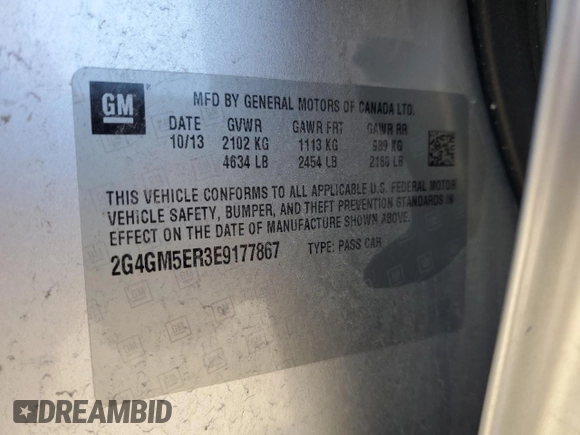 GM
MFD BY GENERAL MOTORS OF CANADA LTD.
DATE GVWR GAWR FRT GAWR RR
10/13 2102 KG 1113 KG 989 KG
4634 LB 2454 LB 2180 LB
THIS VEHICLE CONFORMS TO ALL APPLICABLE U.S. FEDERAL MOTOR
VEHICLE SAFETY, BUMPER, AND THEFT PREVENTION STANDARDS IN
EFFECT ON THE DATE OF MANUFACTURE SHOWN ABOVE.
2G4GM5ER3E9177867 TYPE: PASS CAR
DREAMBID